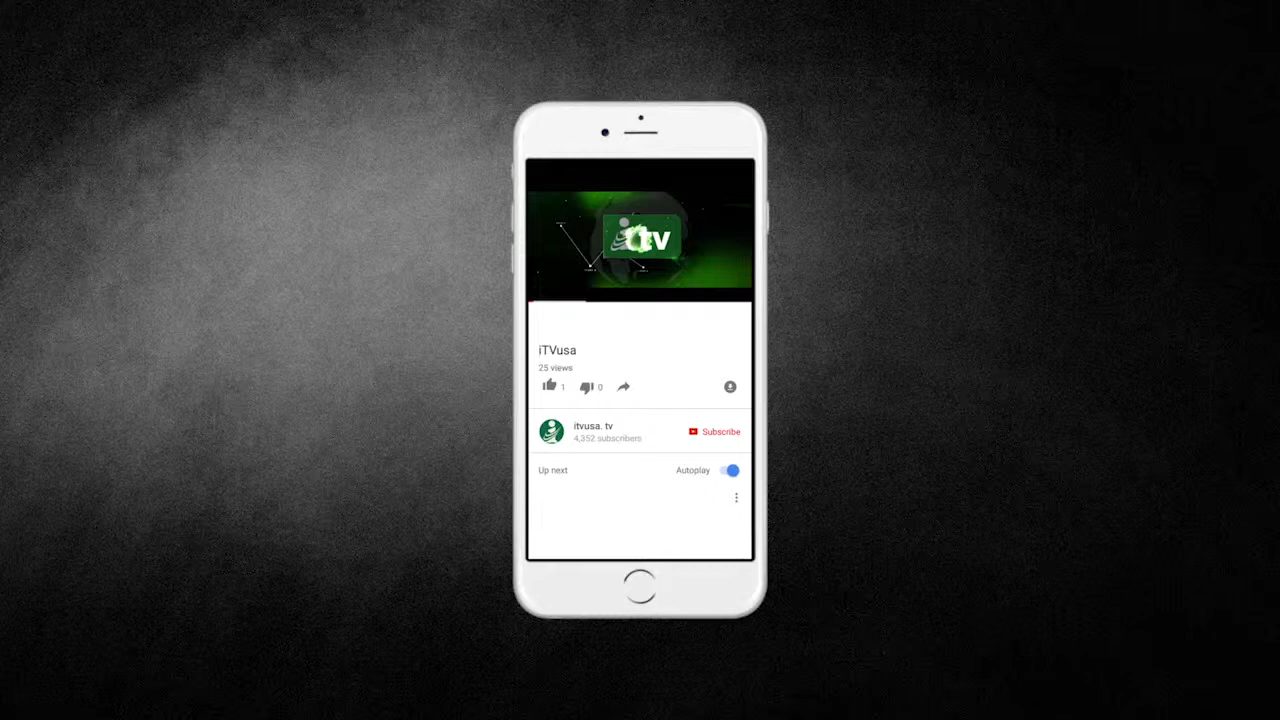 itv
iTVusa
25 views
1 0
itvusa. tv
4,352 subscribers
Subscribe
Up next
Autoplay